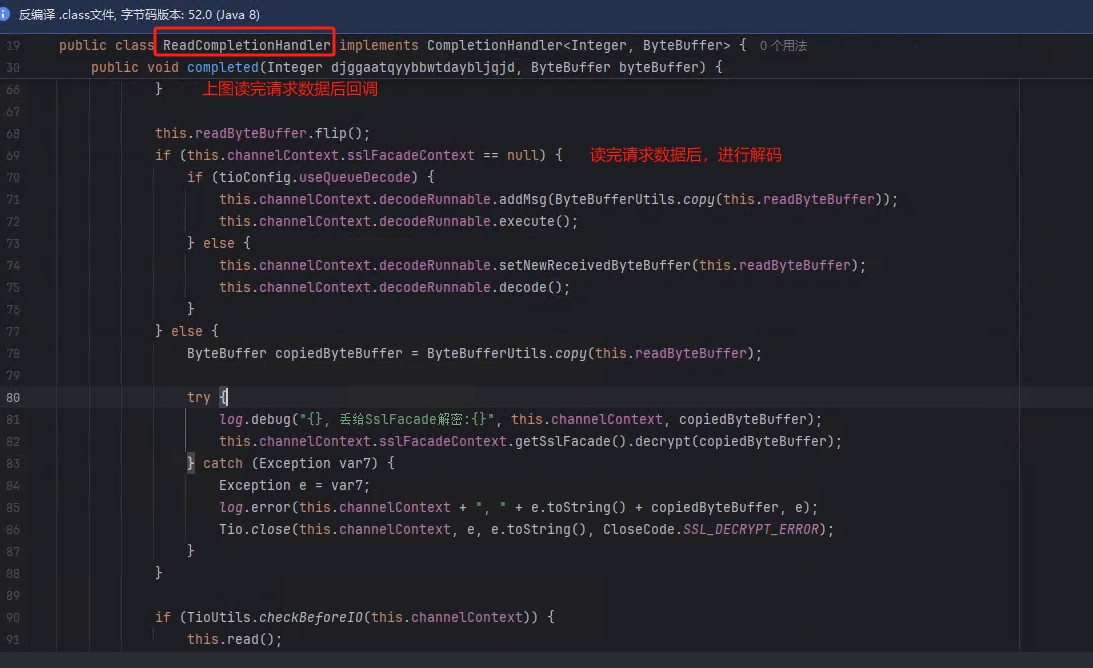 反编译 .class文件, 字节码版本: 52.0 (Java 8)
19 public class ReadCompletionHandler implements CompletionHandler<Integer, ByteBuffer> { 0 个用法
30 public void completed(Integer djggaatqyybbwtdaybljqjd, ByteBuffer byteBuffer) {
66 } 上图读完请求数据后回调
67
68 this.readByteBuffer.flip();
69 if (this.channelContext.sslFacadeContext == null) { 读完请求数据后，进行解码
70 if (tioConfig.useQueueDecode) {
71 this.channelContext.decodeRunnable.addMsg(ByteBufferUtils.copy(this.readByteBuffer));
72 this.channelContext.decodeRunnable.execute();
73 } else {
74 this.channelContext.decodeRunnable.setNewReceivedByteBuffer(this.readByteBuffer);
75 this.channelContext.decodeRunnable.decode();
76 }
77 } else {
78 ByteBuffer copiedByteBuffer = ByteBufferUtils.copy(this.readByteBuffer);
79
80 try {
81 log.debug("{}, 丢给SslFacade解密:{}", this.channelContext, copiedByteBuffer);
82 this.channelContext.sslFacadeContext.getSslFacade().decrypt(copiedByteBuffer);
83 } catch (Exception var7) {
84 Exception e = var7;
85 log.error(this.channelContext + ", " + e.toString() + copiedByteBuffer, e);
86 Tio.close(this.channelContext, e, e.toString(), CloseCode.SSL_DECRYPT_ERROR);
87 }
88 }
89
90 if (TioUtils.checkBeforeIO(this.channelContext)) {
91 this.read();